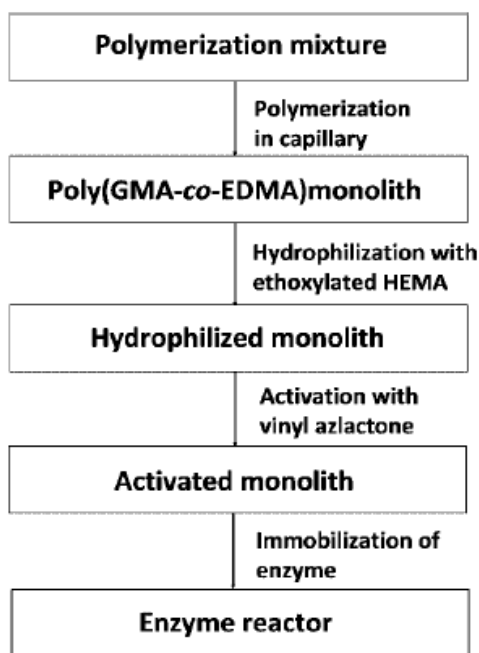 Polymerization mixture
Polymerization
in capillary
Poly(GMA-co-EDMA)monolith
Hydrophilization with
ethoxylated HEMA
Hydrophilized monolith
Activation with
vinyl azlactone
Activated monolith
Immobilization of
enzyme
Enzyme reactor